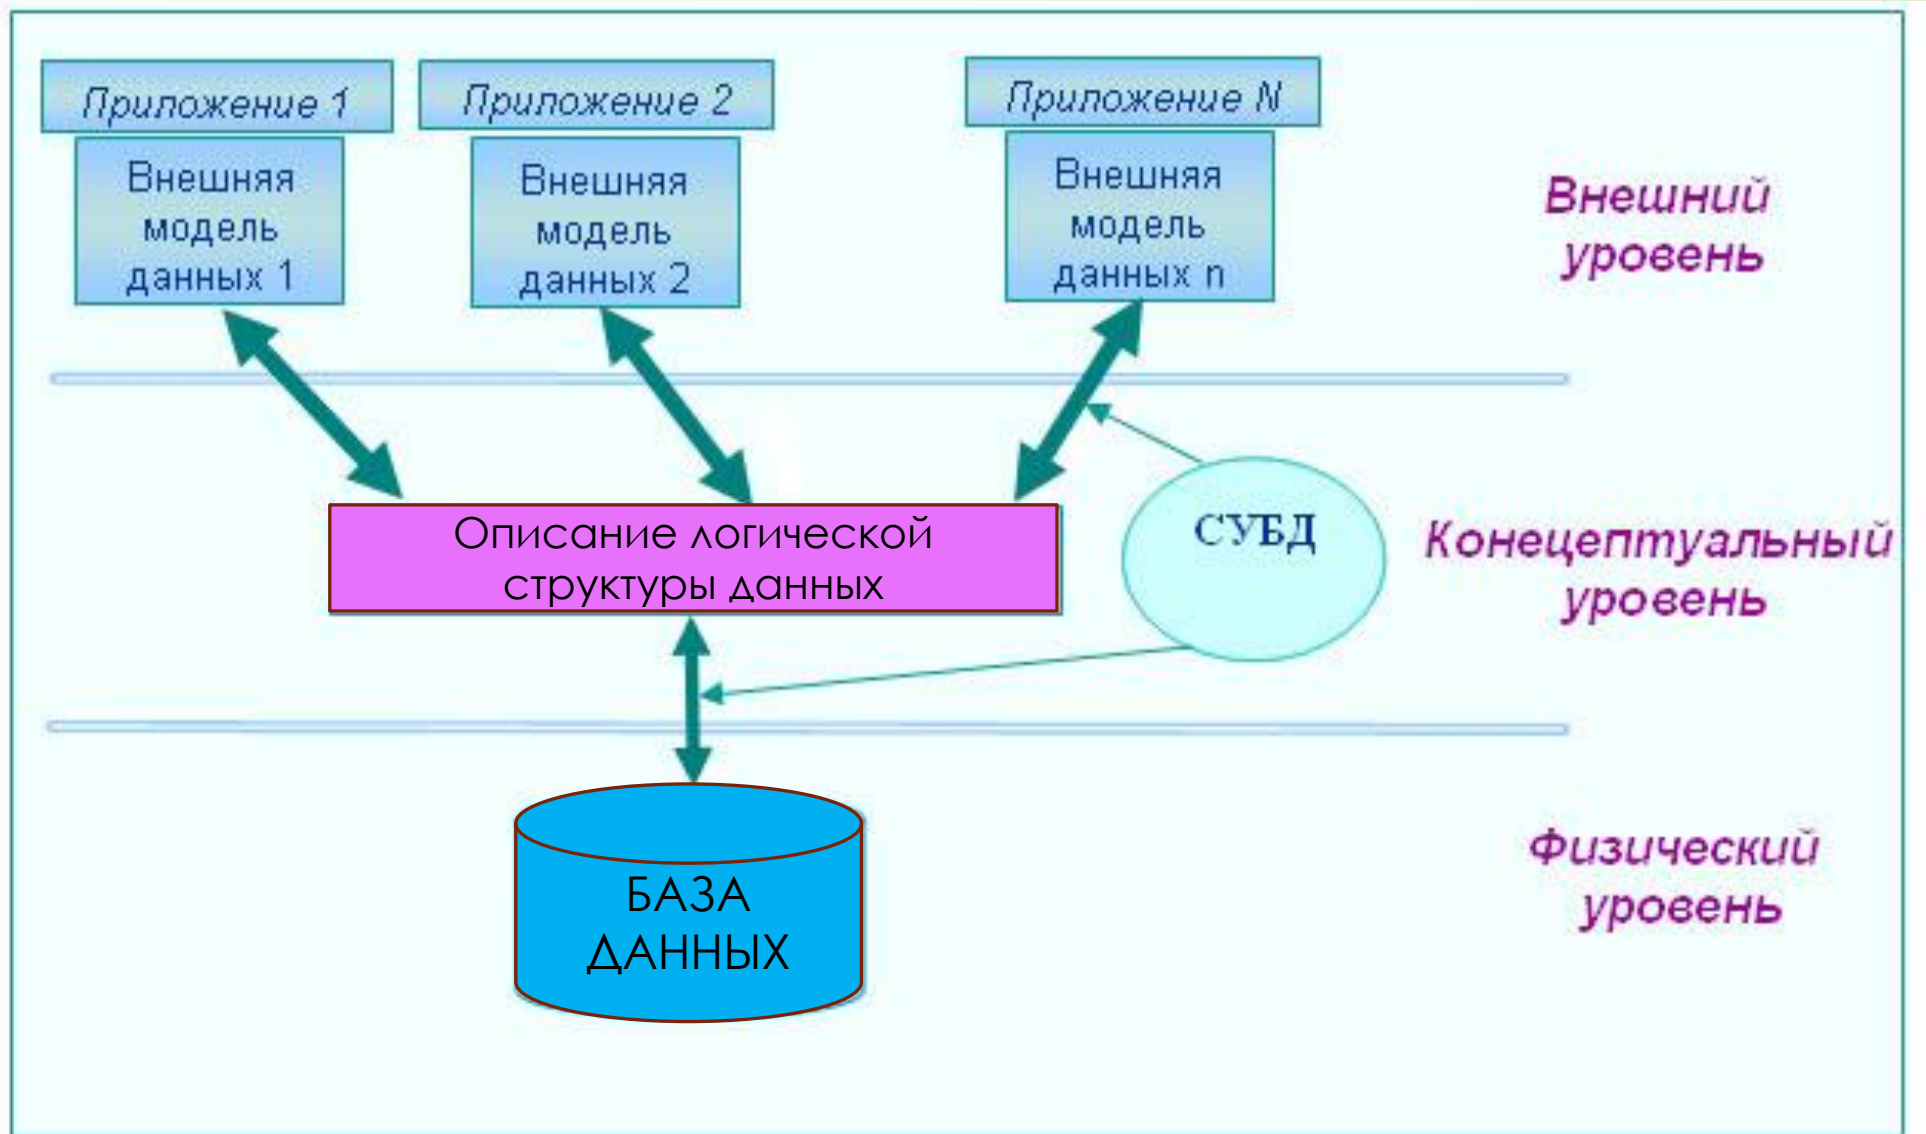 Приложение 1
Внешняя
модель
данных 1
Приложение 2
Внешняя
модель
данных 2
Приложение N
Внешняя
модель
данных n
Внешний
уровень
Описание логической
структуры данных
СУБД
Конецептуальный
уровень
БАЗА
ДАННЫХ
Физический
уровень